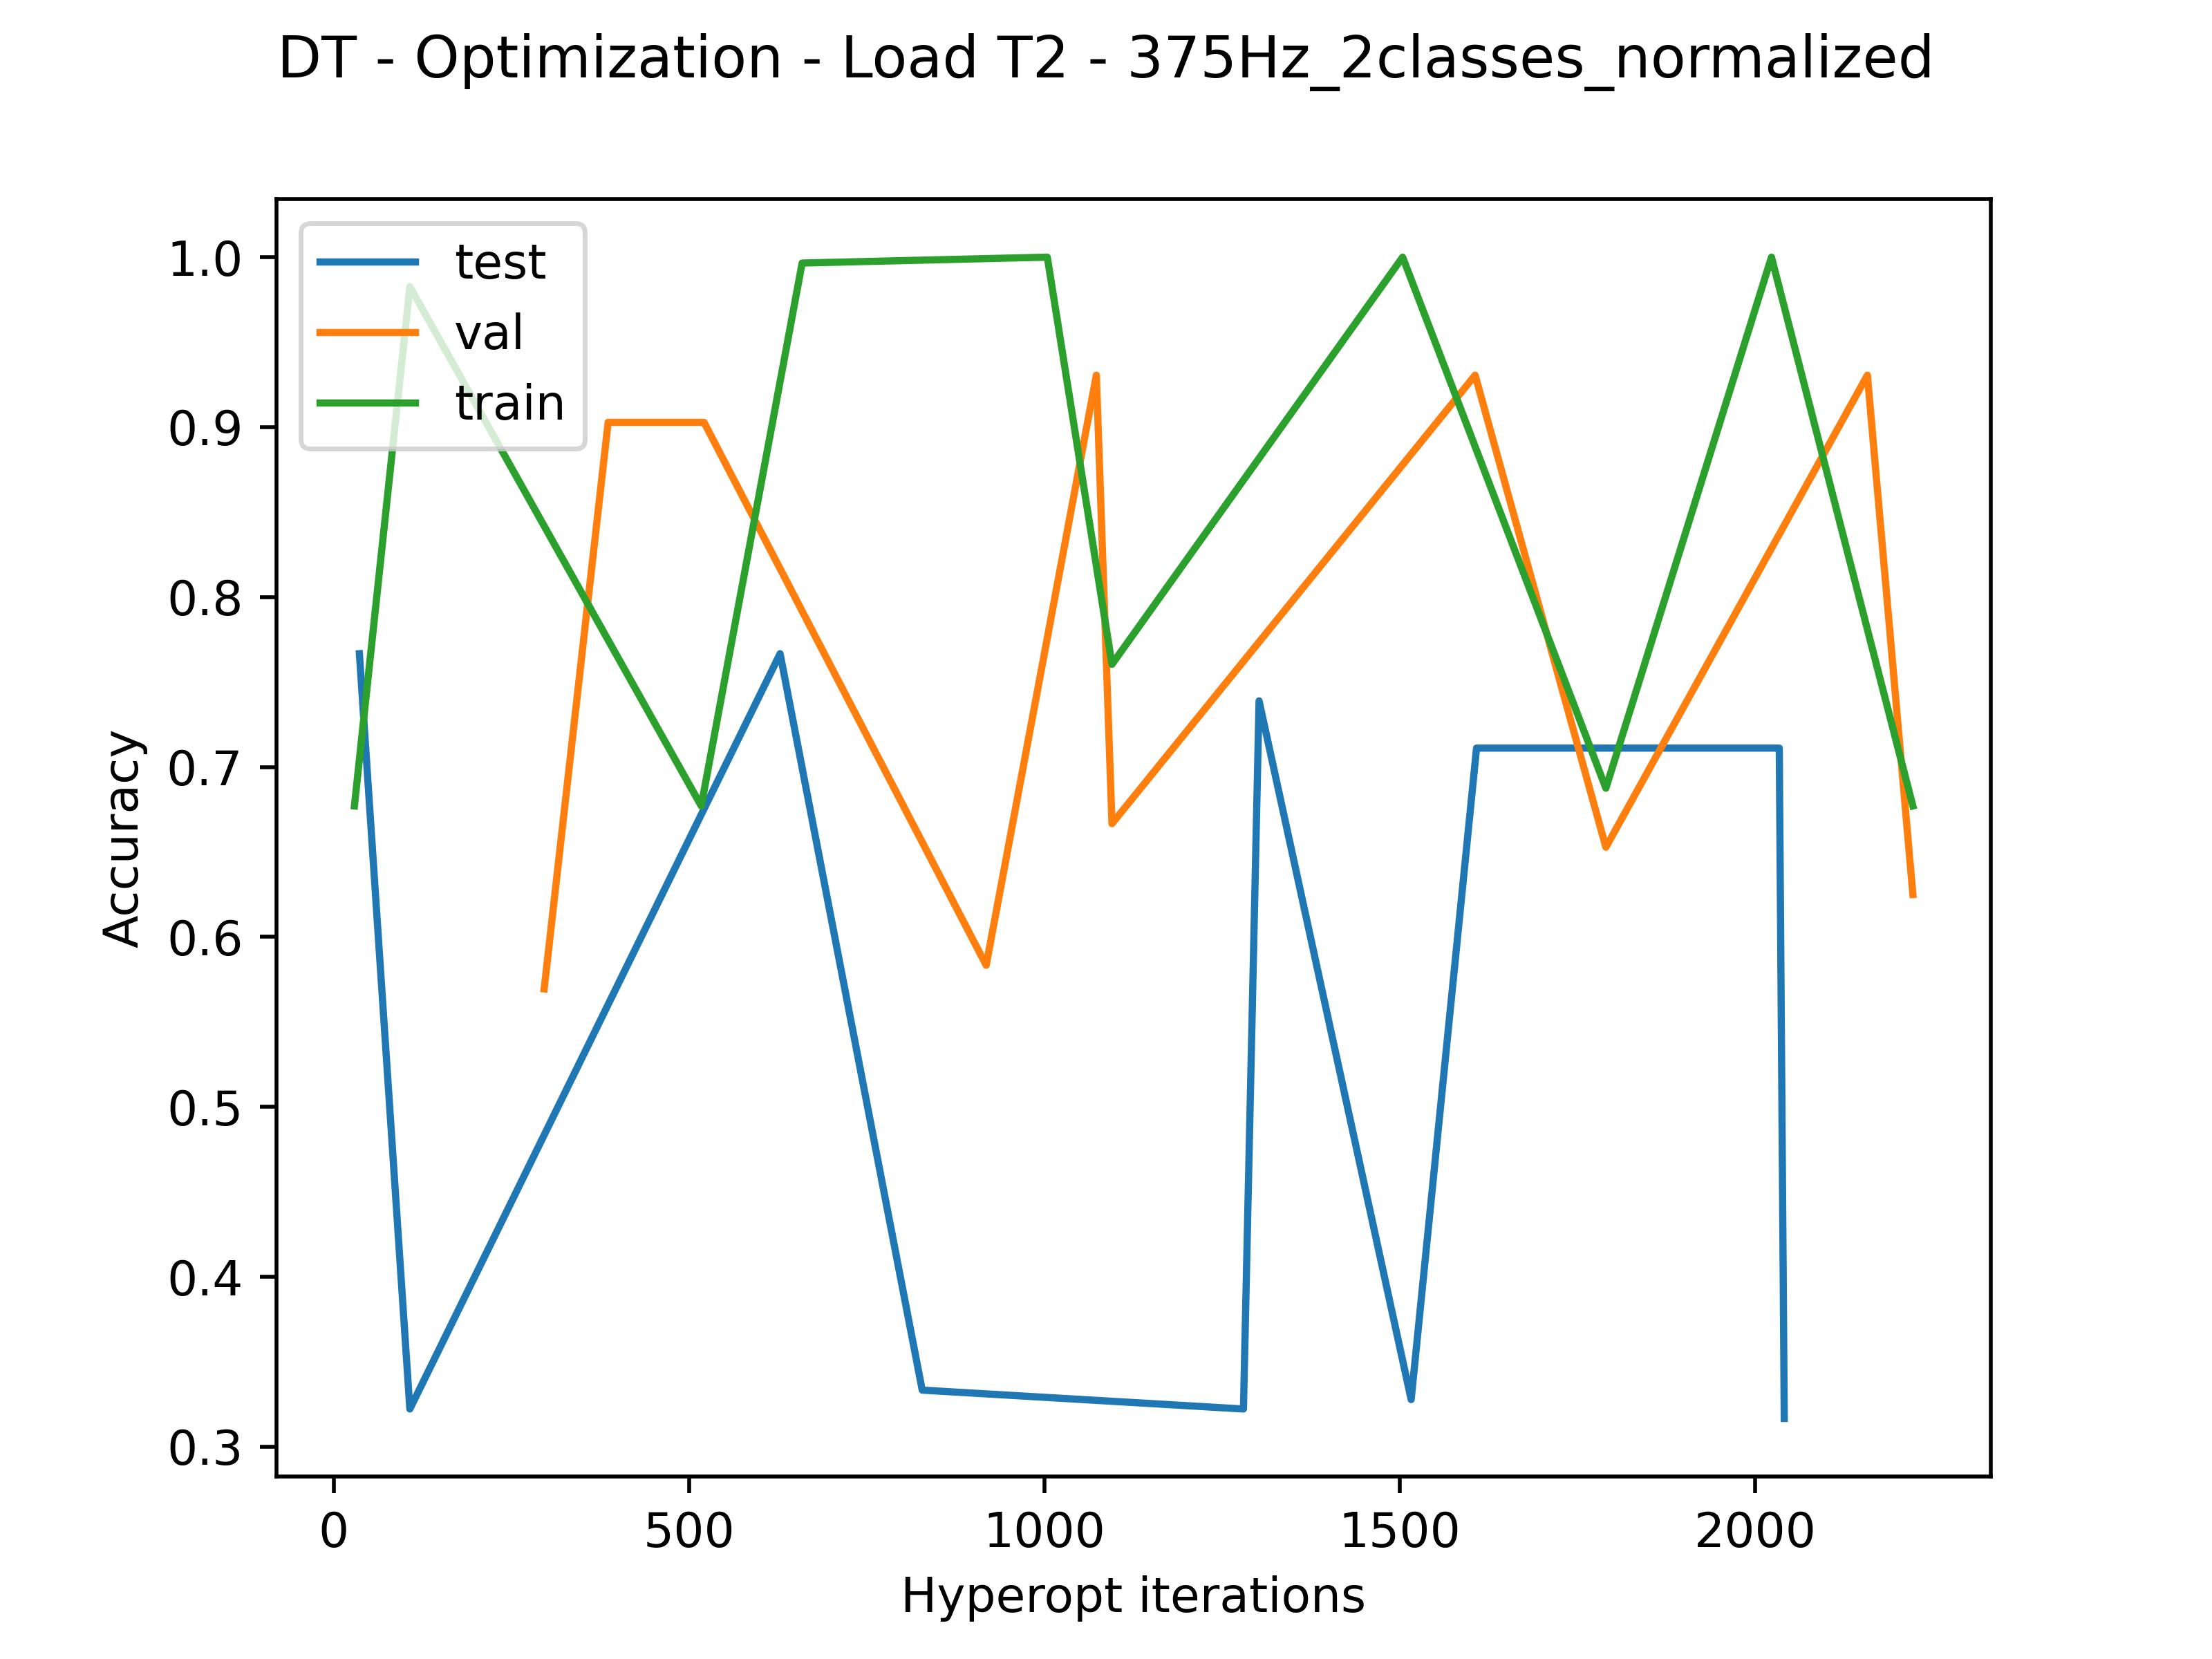 DT - Optimization - Load T2 - 375Hz_2classes_normalized
test
val
train
1.0
0.9
0.8
0.7
0.6
0.5
0.4
0.3
Accuracy
0 500 1000 1500 2000
Hyperopt iterations